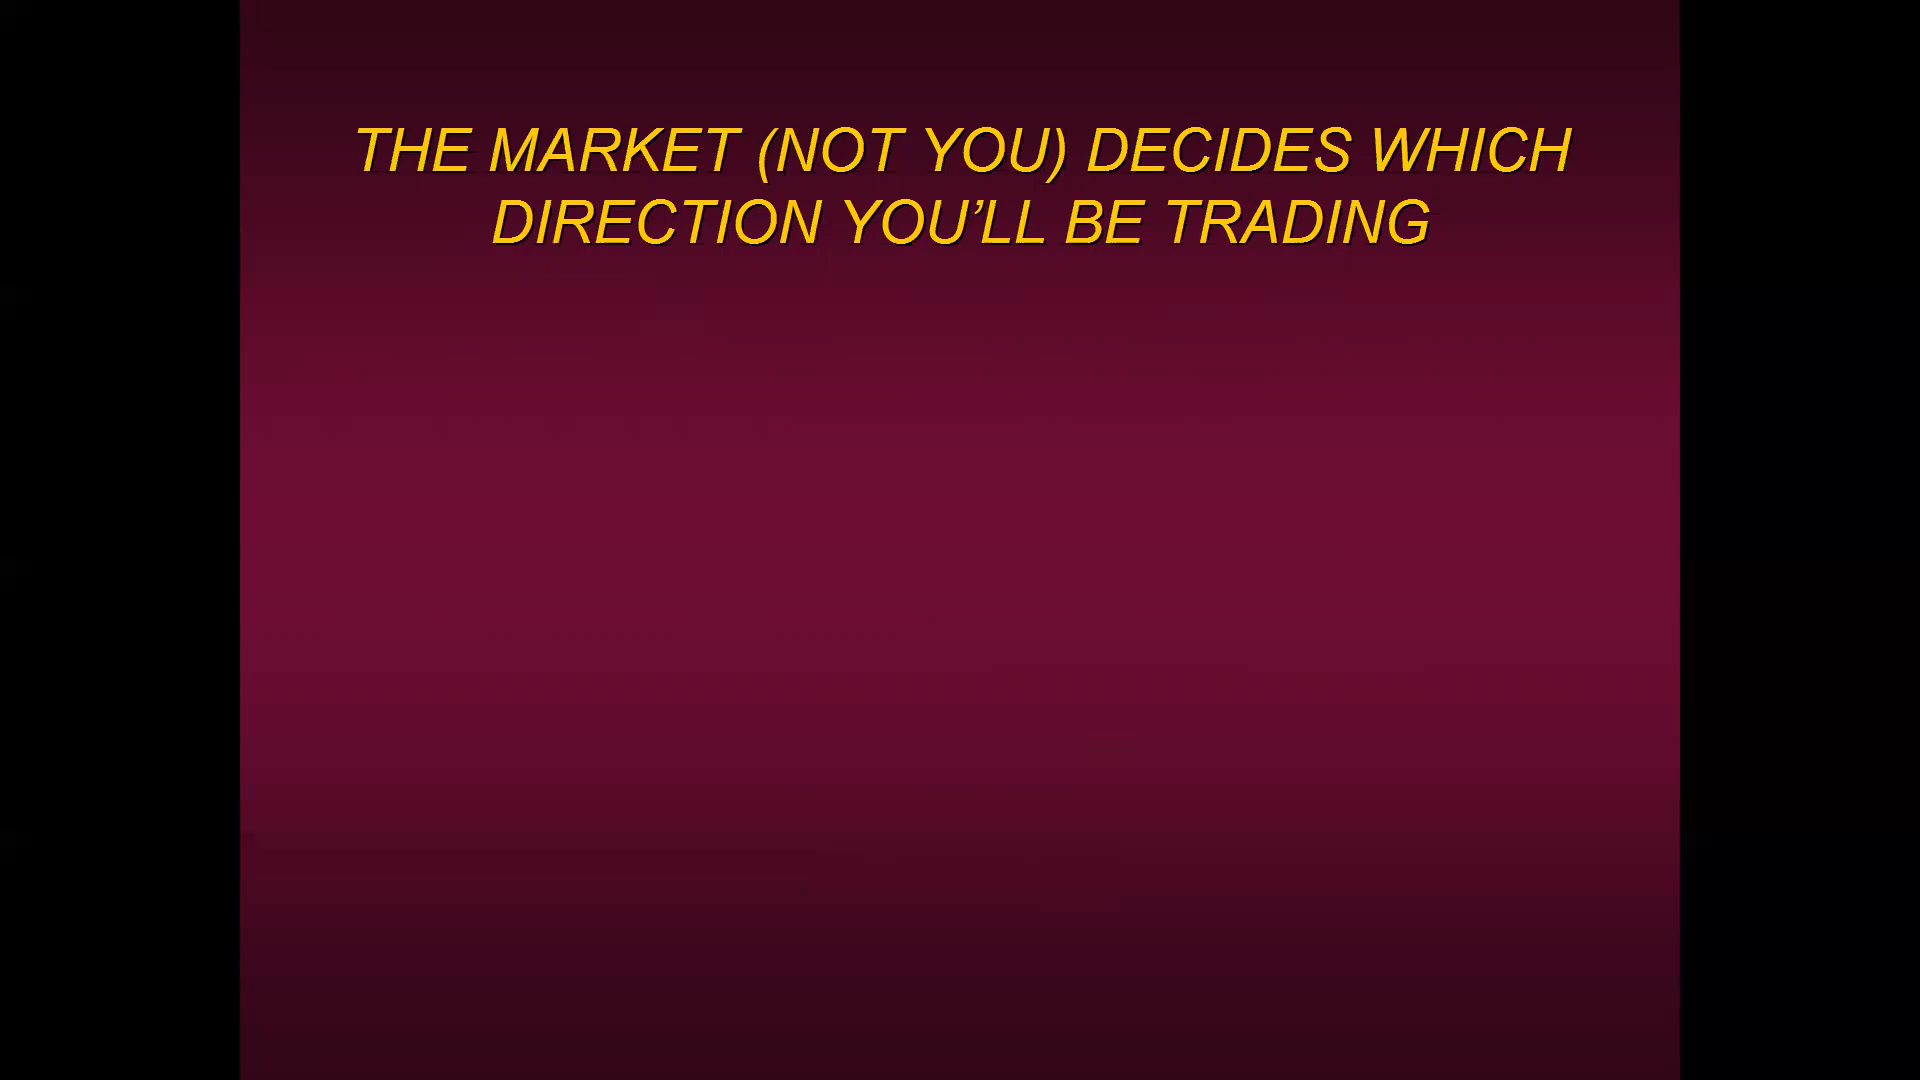 THE MARKET (NOT YOU) DECIDES WHICH
DIRECTION YOU’LL BE TRADING